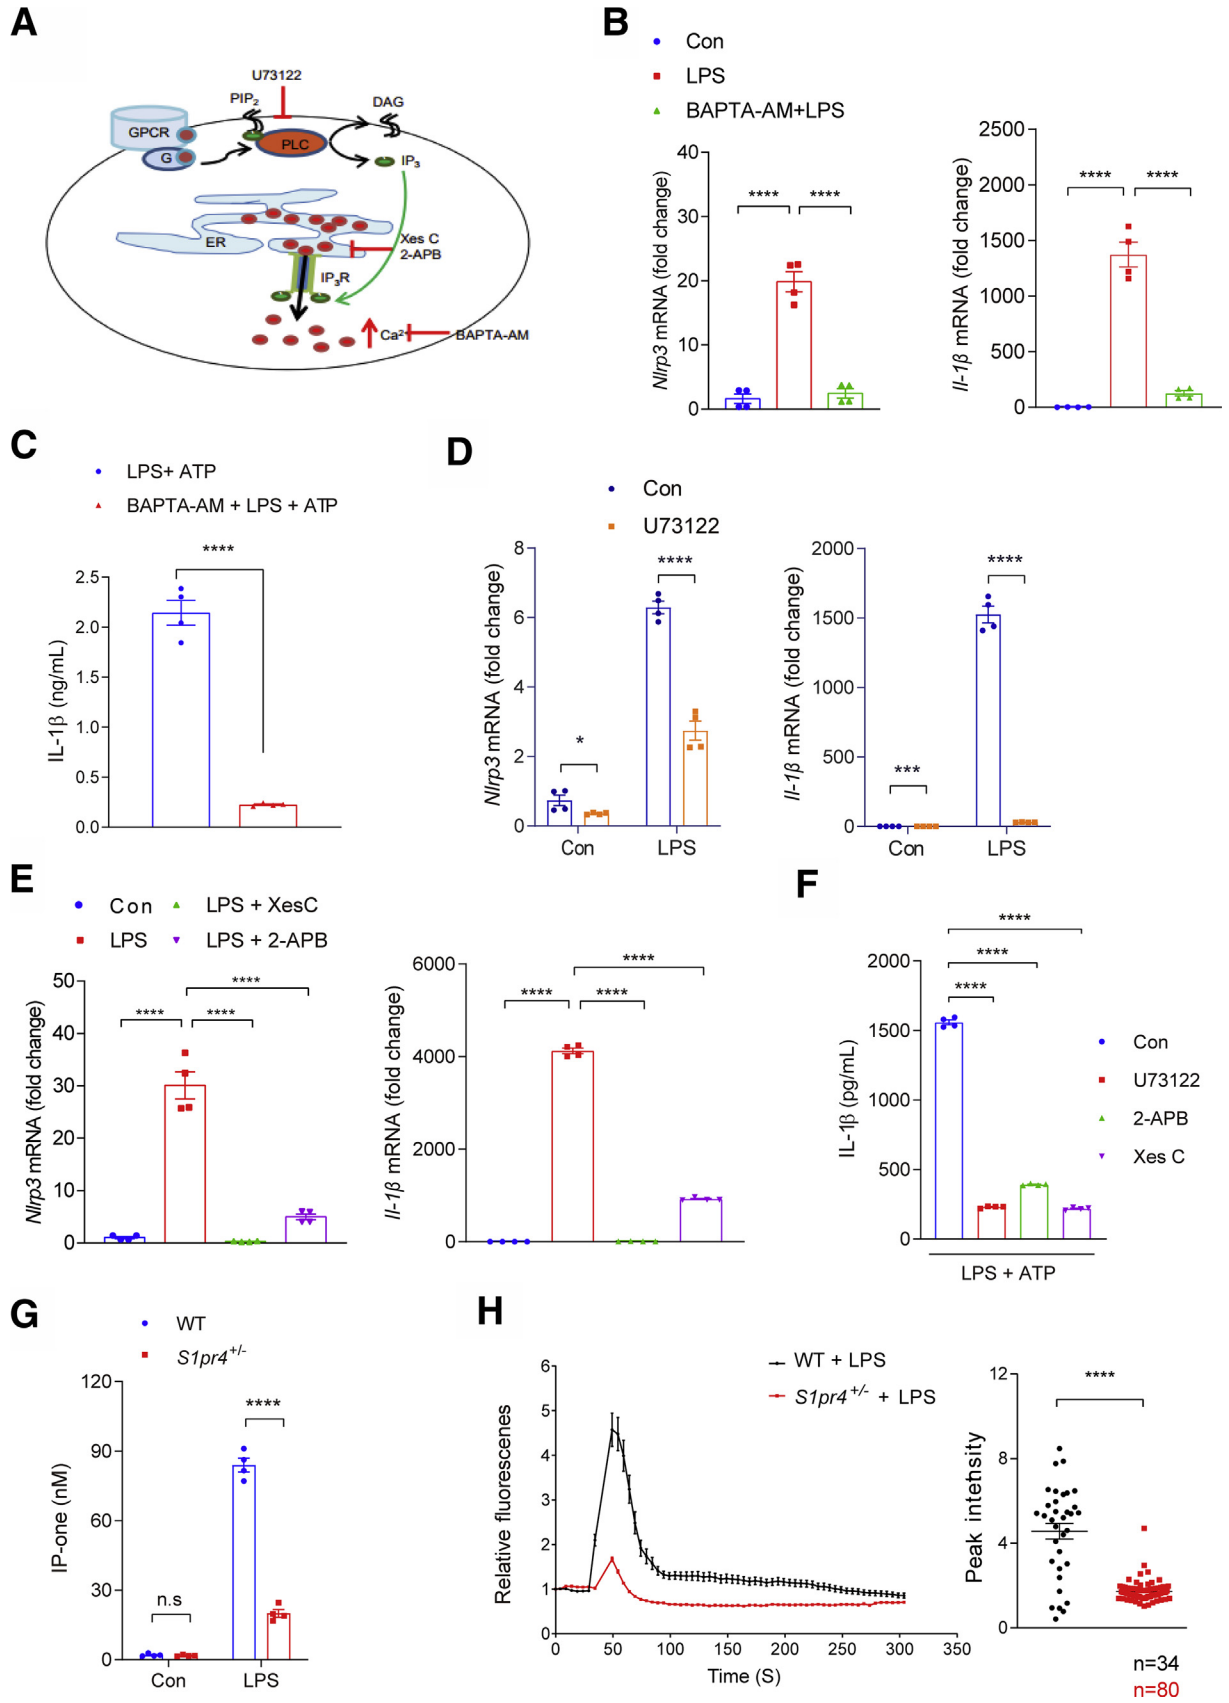 A
U73122
PIP2
DAG
GPCR
G
PLC
IP3
ER
Xes C
2-APB
IP3R
Ca2
BAPTA-AM
B
Con
LPS
BAPTA-AM+LPS
Nlrp3 mRNA (fold change)
40
30
20
10
0
**** ****
Il-1β mRNA (fold change)
2500
2000
1500
1000
500
0
**** ****
C
LPS+ ATP
BAPTA-AM + LPS + ATP
****
IL-1β (ng/mL)
2.5
2.0
1.5
1.0
0.5
0.0
D
Con
U73122
Nlrp3 mRNA (fold change)
8
6
4
2
0
*
****
Con LPS
Il-1β mRNA (fold change)
2000
1500
1000
500
0
***
****
Con LPS
E
Con
LPS + XesC
LPS
LPS + 2-APB
Nlrp3 mRNA (fold change)
50
40
30
20
10
0
****
**** ****
Il-1β mRNA (fold change)
6000
4000
2000
0
****
**** ****
F
****
****
****
IL-1β (pg/mL)
2000
1500
1000
500
0
LPS + ATP
Con
U73122
2-APB
Xes C
G
WT
S1pr4+/-
IP-one (nM)
120
90
60
30
0
n.s
****
Con LPS
H
WT + LPS
S1pr4+/- + LPS
Relative fluorescenes
6
5
4
3
2
1
0
0 50 100 150 200 250 300 350
Time (S)
Peak intehsity
12
8
4
0
****
n=34
n=80